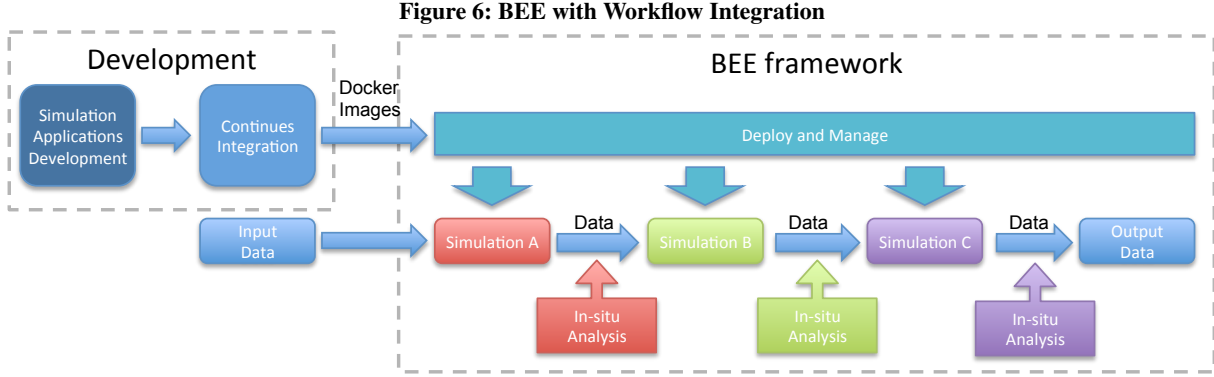 Figure 6: BEE with Workflow Integration
Development
BEE framework
Simulation
Applications
Development
Continues
Integration
Docker
Images
Deploy and Manage
Input
Data
Simulation A
Data
Simulation B
Data
Simulation C
Data
Output
Data
In-situ
Analysis
In-situ
Analysis
In-situ
Analysis